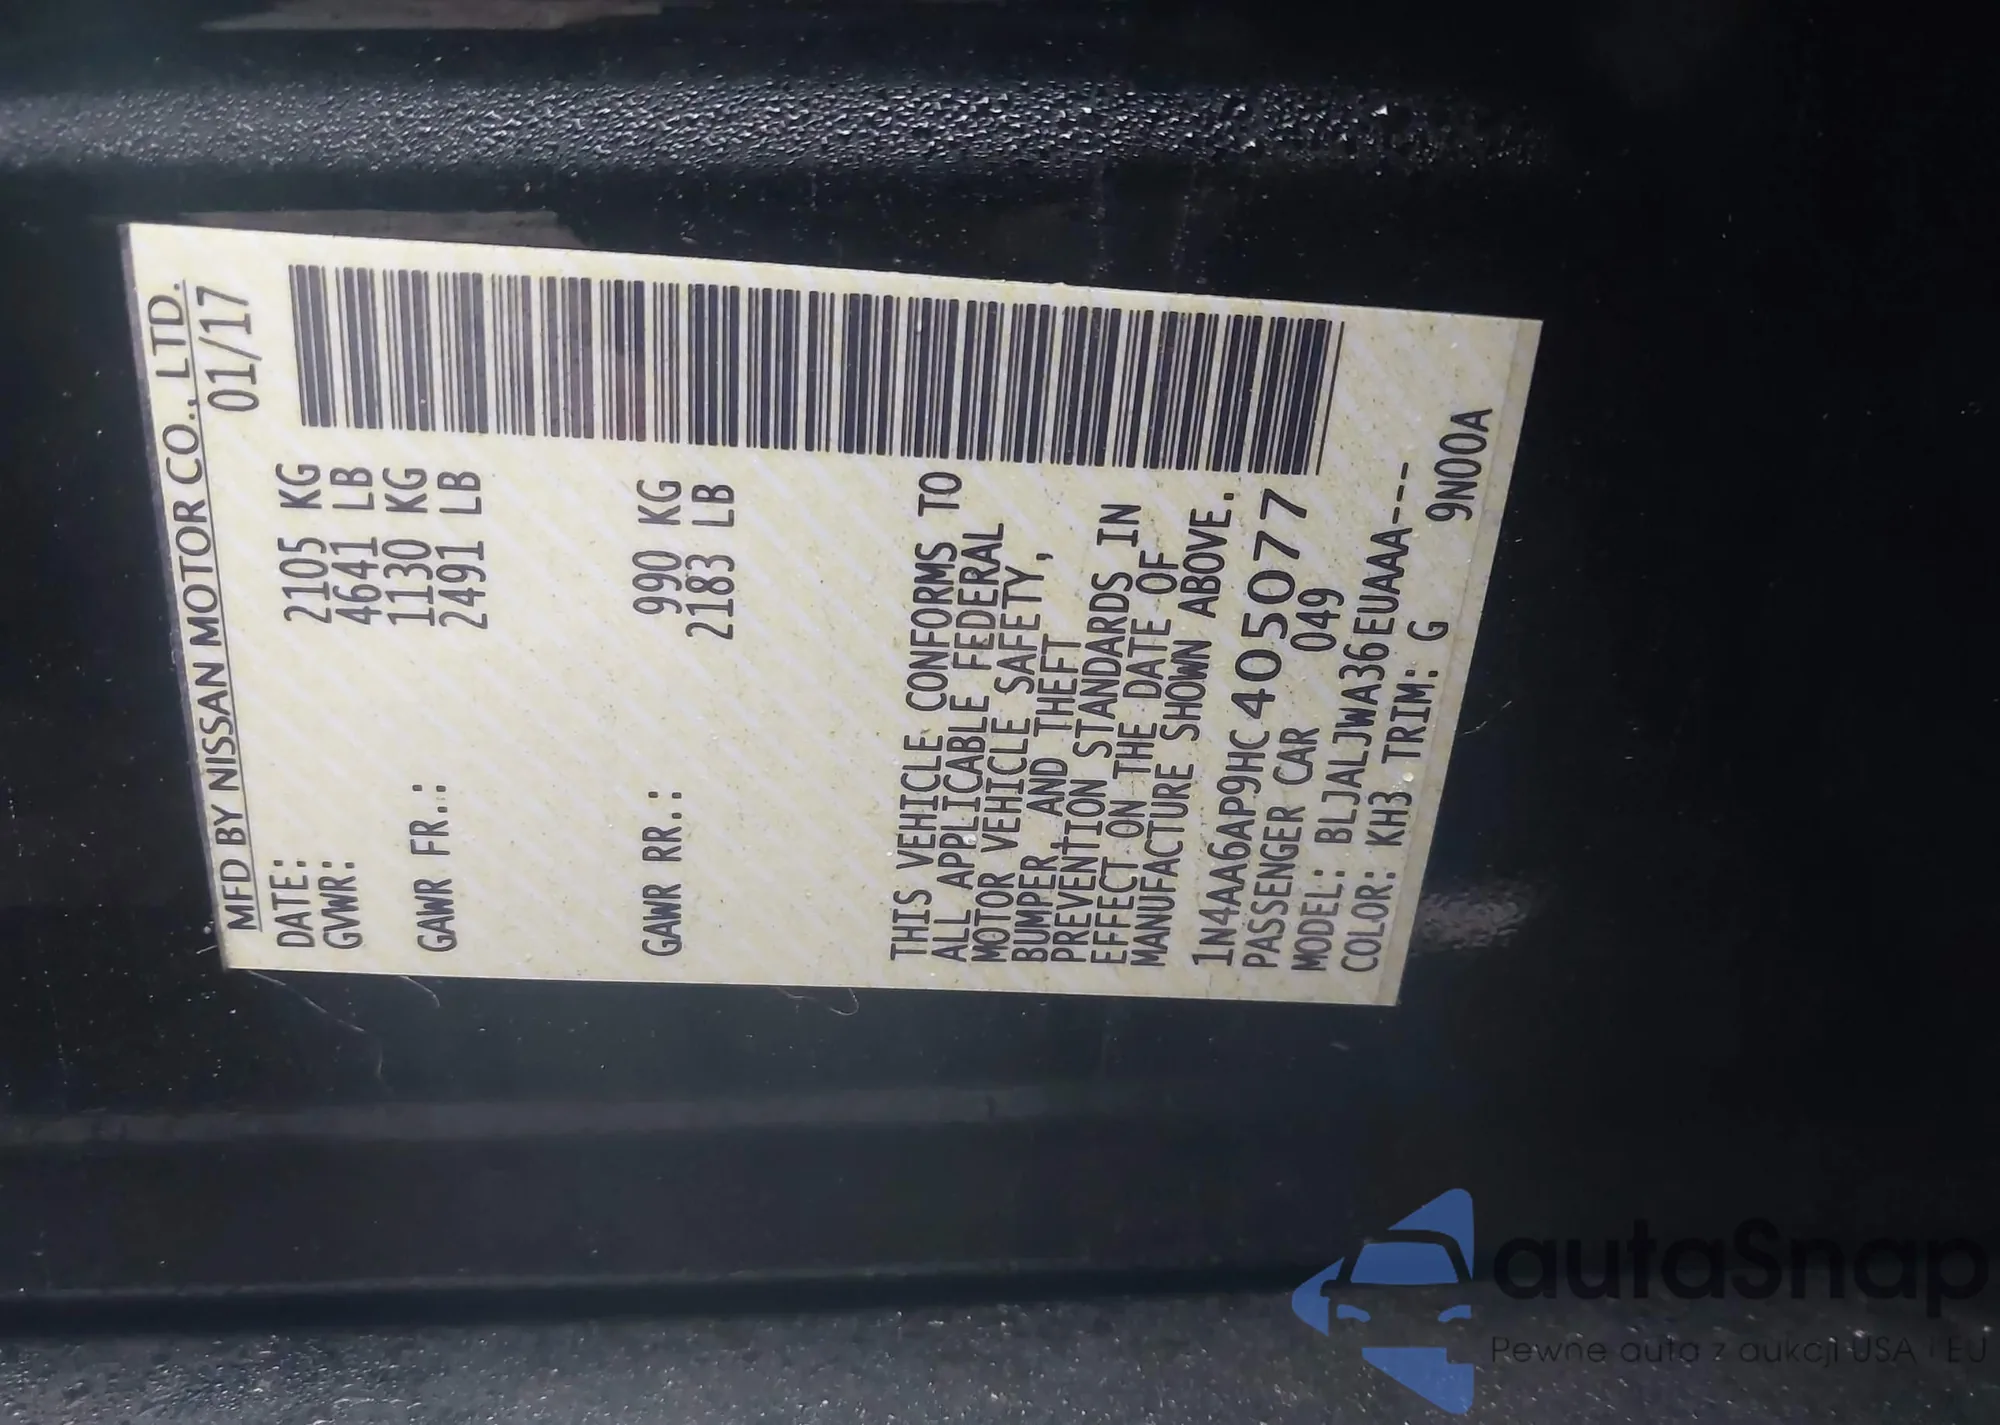 MFD BY NISSAN MOTOR CO., LTD.
DATE: 01/17
GVWR: 2105 KG
4641 LB
GAWR FR.: 1130 KG
2491 LB
GAWR RR.: 990 KG
2183 LB
THIS VEHICLE CONFORMS TO
ALL APPLICABLE FEDERAL
MOTOR VEHICLE SAFETY,
BUMPER, AND THEFT
PREVENTION STANDARDS IN
EFFECT ON THE DATE OF
MANUFACTURE SHOWN ABOVE.
1N4AA6AP9HC405077
PASSENGER CAR 049
MODEL: BLJALJWA36EUAAA---
COLOR: KH3 TRIM: G 9N00A
autaSnap
Pewne auta z aukcji USA i EU